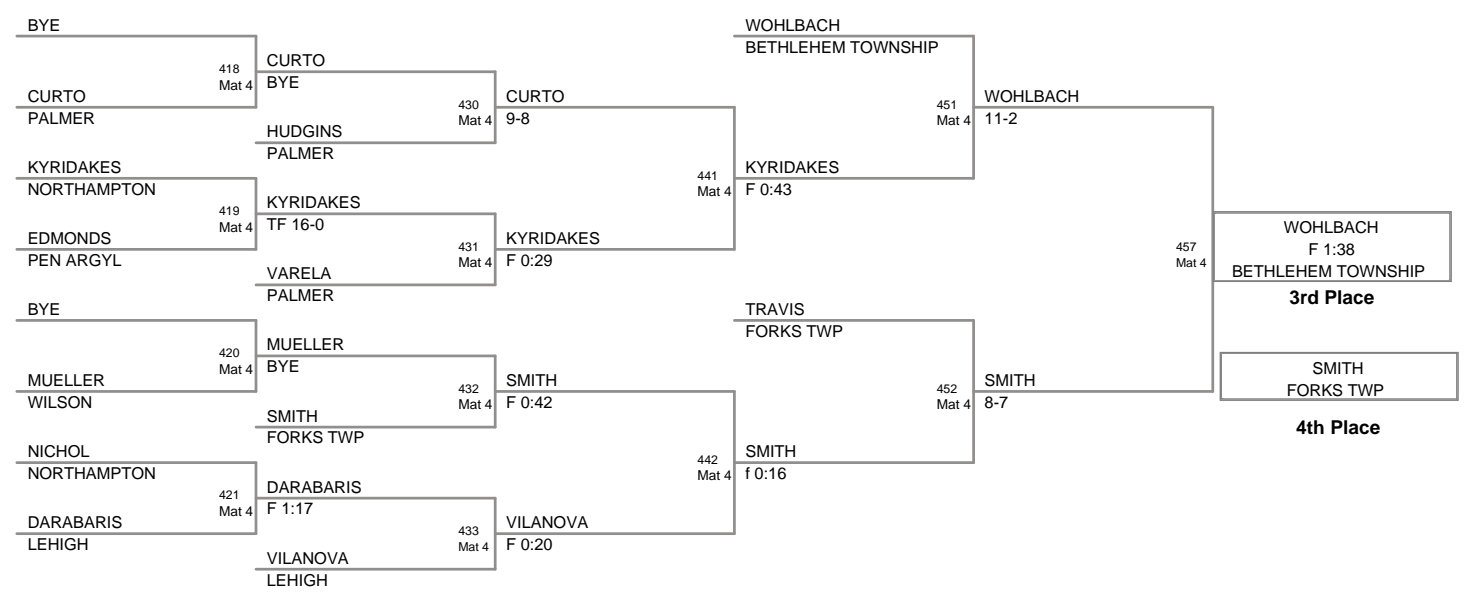 BYE
418
Mat 4
CURTO
PALMER
KYRIDAKES
NORTHAMPTON
419
Mat 4
EDMONDS
PEN ARGYL
BYE
420
Mat 4
MUELLER
WILSON
NICHOL
NORTHAMPTON
421
Mat 4
DARABARIS
LEHIGH
CURTO
BYE
430
Mat 4
HUDGINS
PALMER
KYRIDAKES
TF 16-0
431
Mat 4
VARELA
PALMER
MUELLER
BYE
432
Mat 4
SMITH
FORKS TWP
DARABARIS
F 1:17
433
Mat 4
VILANOVA
LEHIGH
CURTO
9-8
441
Mat 4
KYRIDAKES
F 0:29
SMITH
F 0:42
442
Mat 4
VILANOVA
F 0:20
WOHLBACH
BETHLEHEM TOWNSHIP
451
Mat 4
KYRIDAKES
F 0:43
TRAVIS
FORKS TWP
452
Mat 4
SMITH
f 0:16
WOHLBACH
11-2
457
Mat 4
SMITH
8-7
WOHLBACH
F 1:38
BETHLEHEM TOWNSHIP
3rd Place
SMITH
FORKS TWP
4th Place